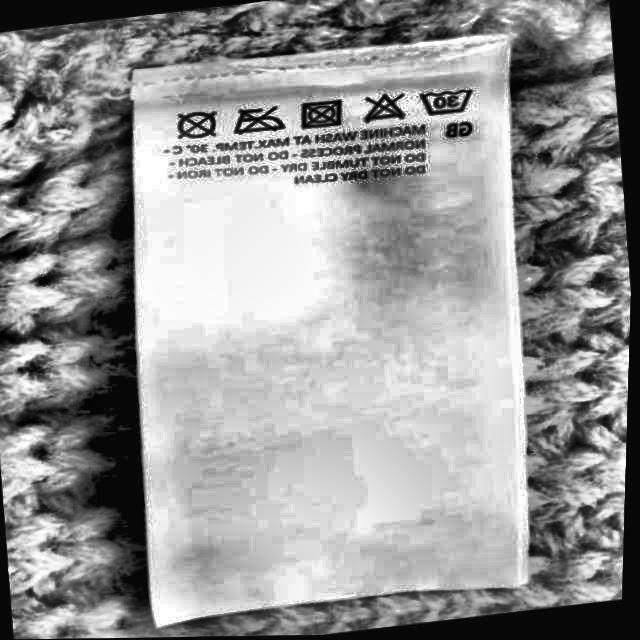 30
GB
MACHINE WASH AT MAX.TEMP. 30° C -
NORMAL PROCESS - DO NOT BLEACH -
DO NOT TUMBLE DRY - DO NOT IRON -
DO NOT DRY CLEAN